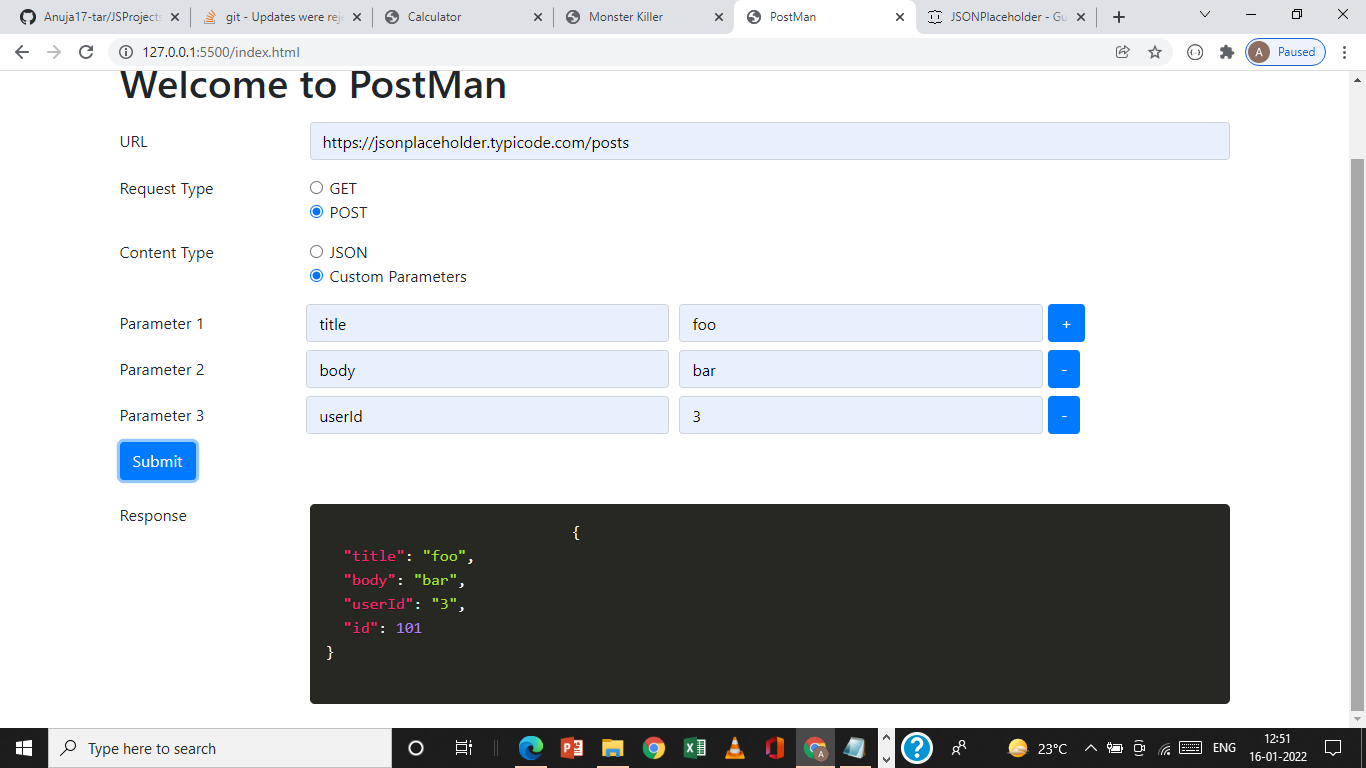 Anuja17-tar/JSProjects
git - Updates were reje
Calculator
Monster Killer
PostMan
JSONPlaceholder - Gu
127.0.0.1:5500/index.html
A Paused
Welcome to PostMan
URL
https://jsonplaceholder.typicode.com/posts
Request Type
GET
POST
Content Type
JSON
Custom Parameters
Parameter 1 title foo +
Parameter 2 body bar -
Parameter 3 userId 3 -
Submit
Response
{
"title": "foo",
"body": "bar",
"userId": "3",
"id": 101
}
Type here to search
23°C
ENG
12:51
16-01-2022